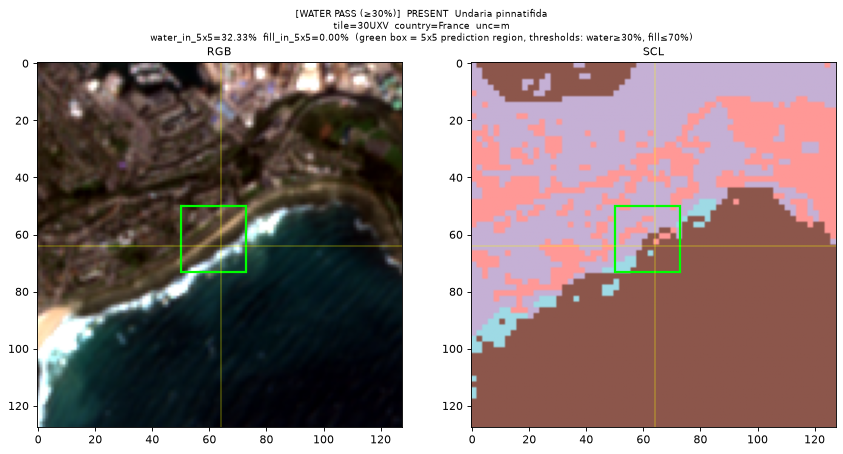 [WATER PASS (≥30%)]  PRESENT  Undaria pinnatifida
tile=30UXV  country=France  unc=m
water_in_5x5=32.33%  fill_in_5x5=0.00%  (green box = 5x5 prediction region, thresholds: water≥30%, fill≤70%)
RGB
SCL
0
20
40
60
80
100
120
0
20
40
60
80
100
120
0 20 40 60 80 100 120
0 20 40 60 80 100 120